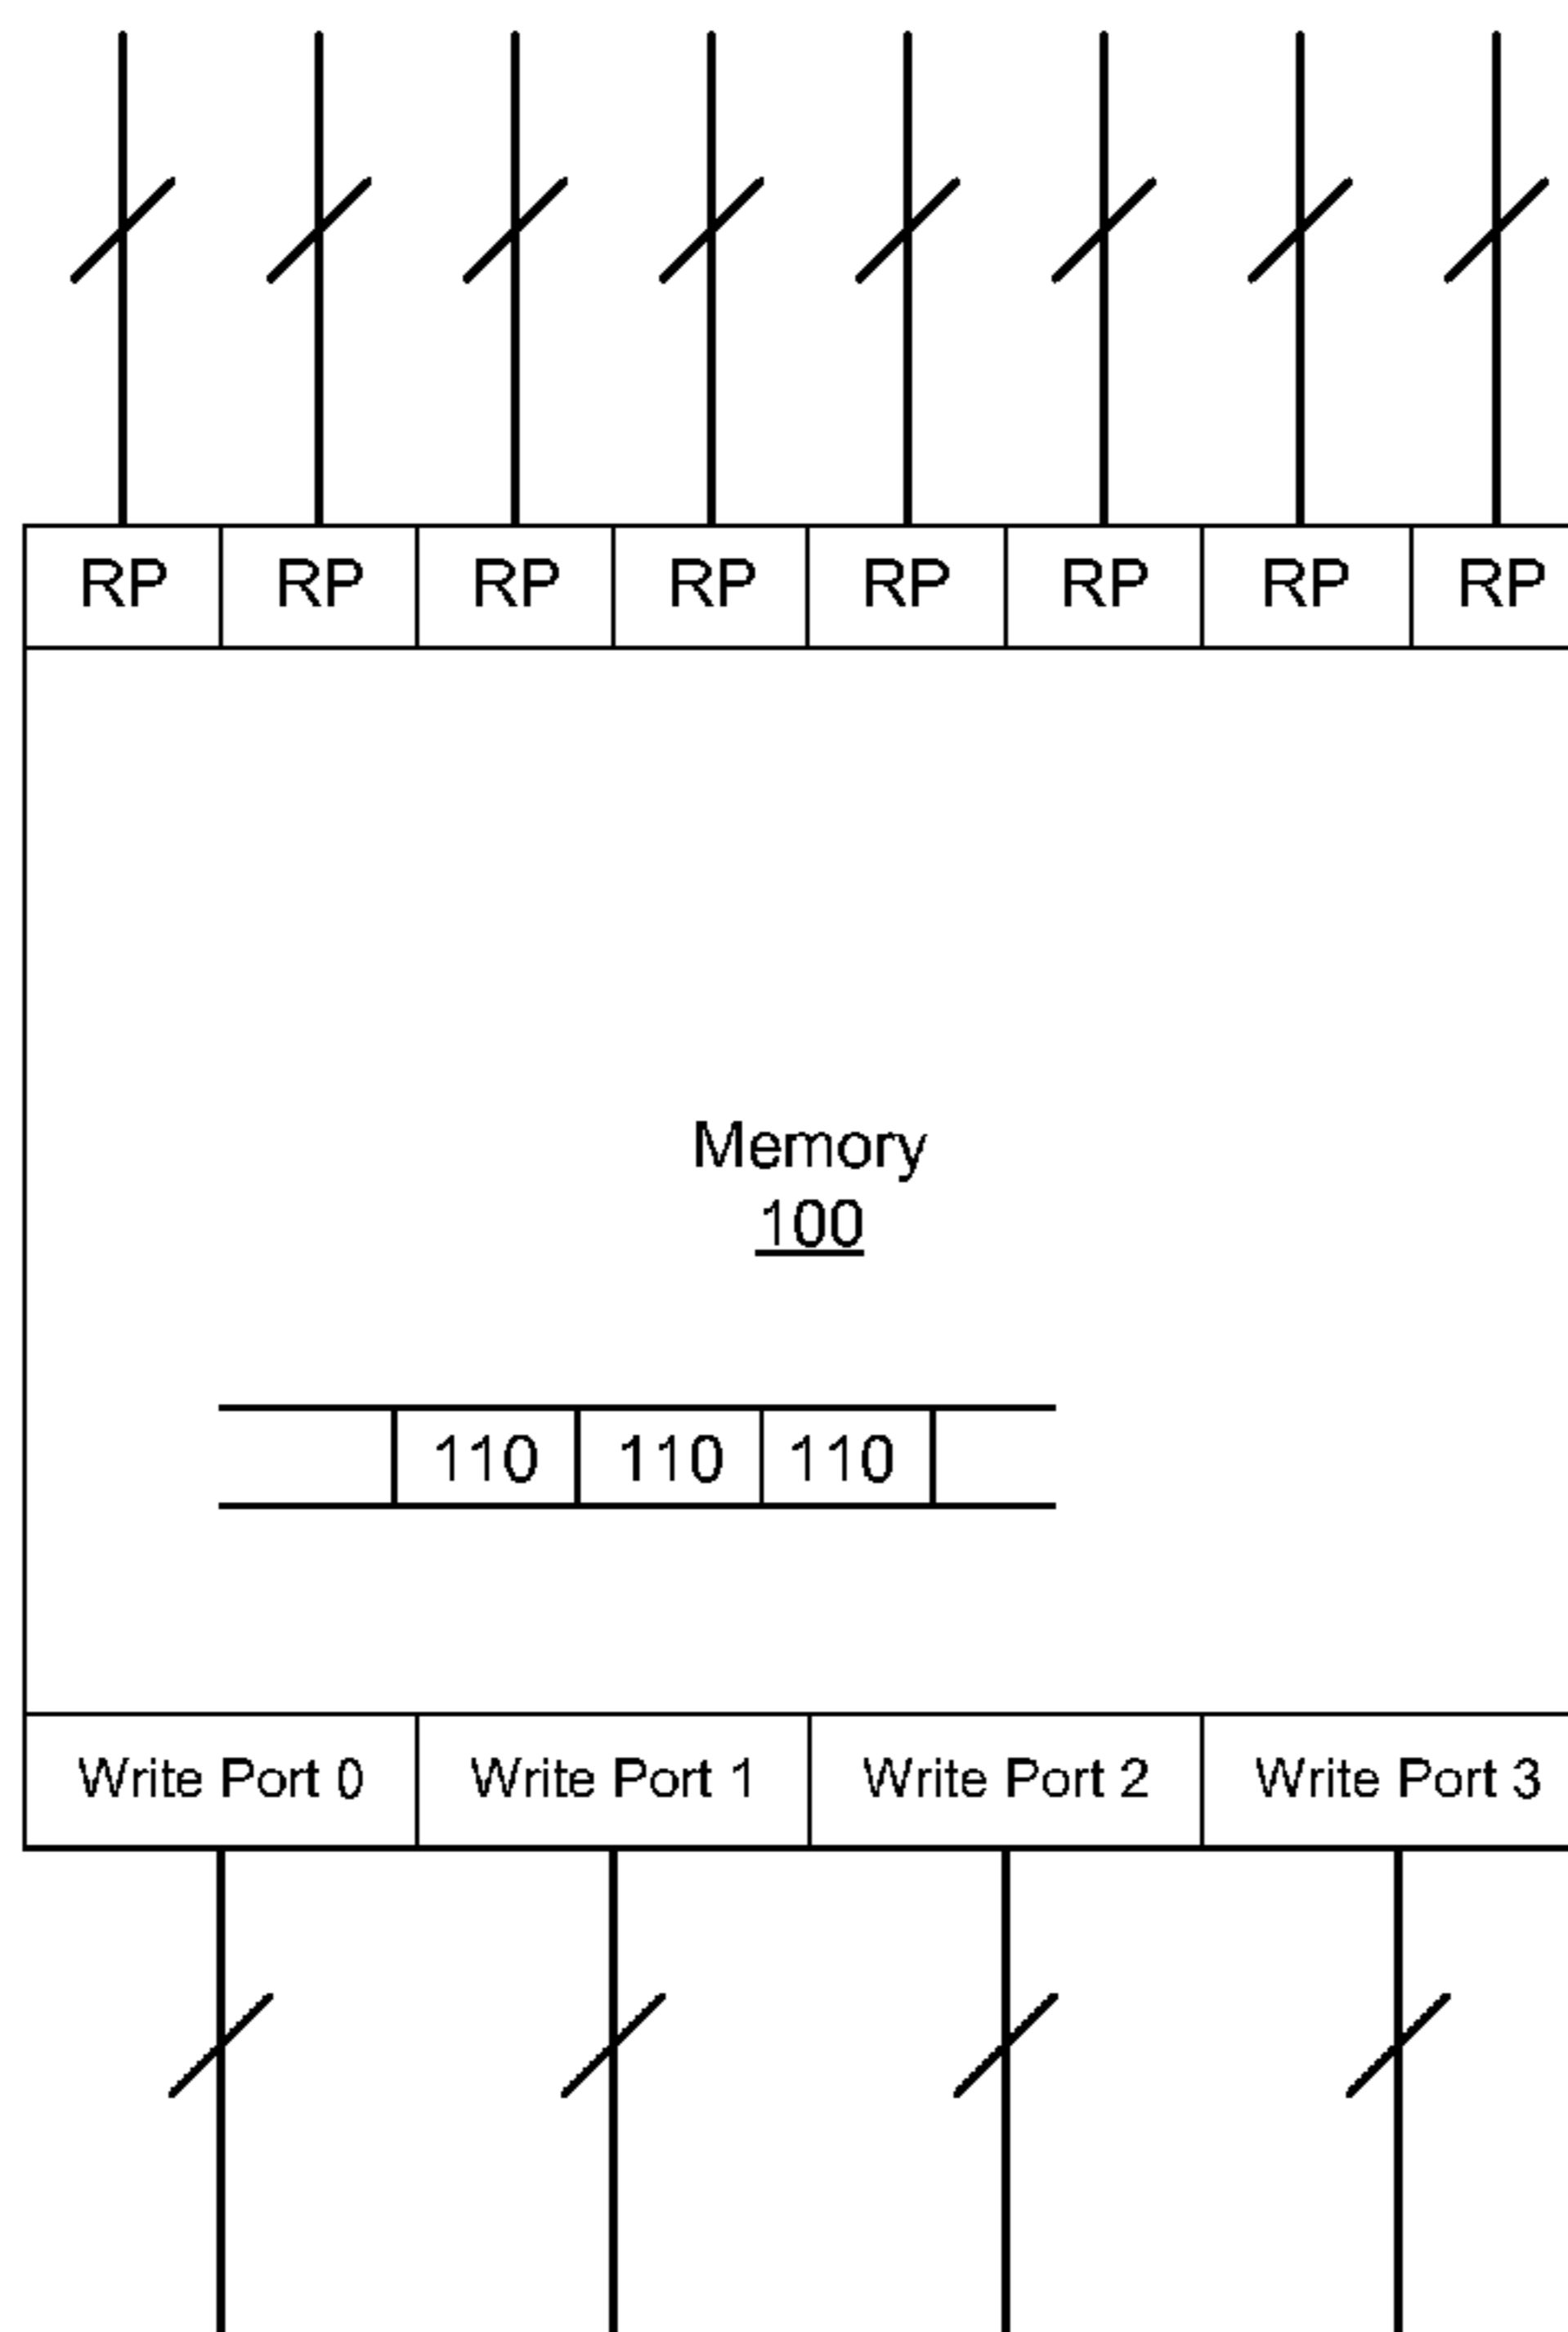 RP RP RP RP RP RP RP RP
Memory
100
110 110 110
Write Port 0 Write Port 1 Write Port 2 Write Port 3